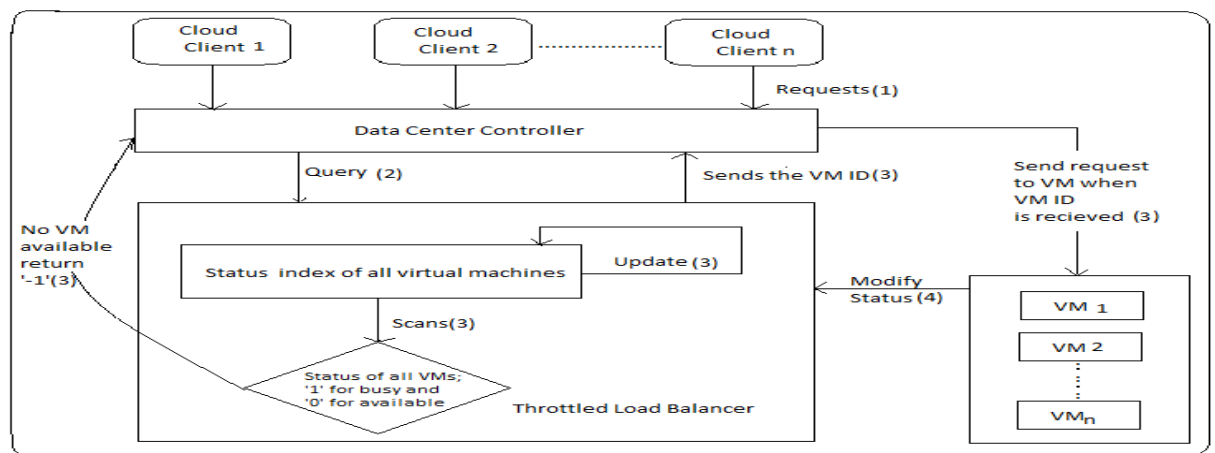 Cloud
Client 1
Cloud
Client 2
Cloud
Client n
Requests(1)
Data Center Controller
Query (2)
Sends the VM ID(3)
Send request
to VM when
VM ID
is recieved (3)
No VM
available
return
'-1'(3)
Status index of all virtual machines
Update(3)
Modify
Status(4)
Scans(3)
Status of all VMs;
'1' for busy and
'0' for available
Throttled Load Balancer
VM 1
VM 2
VMn